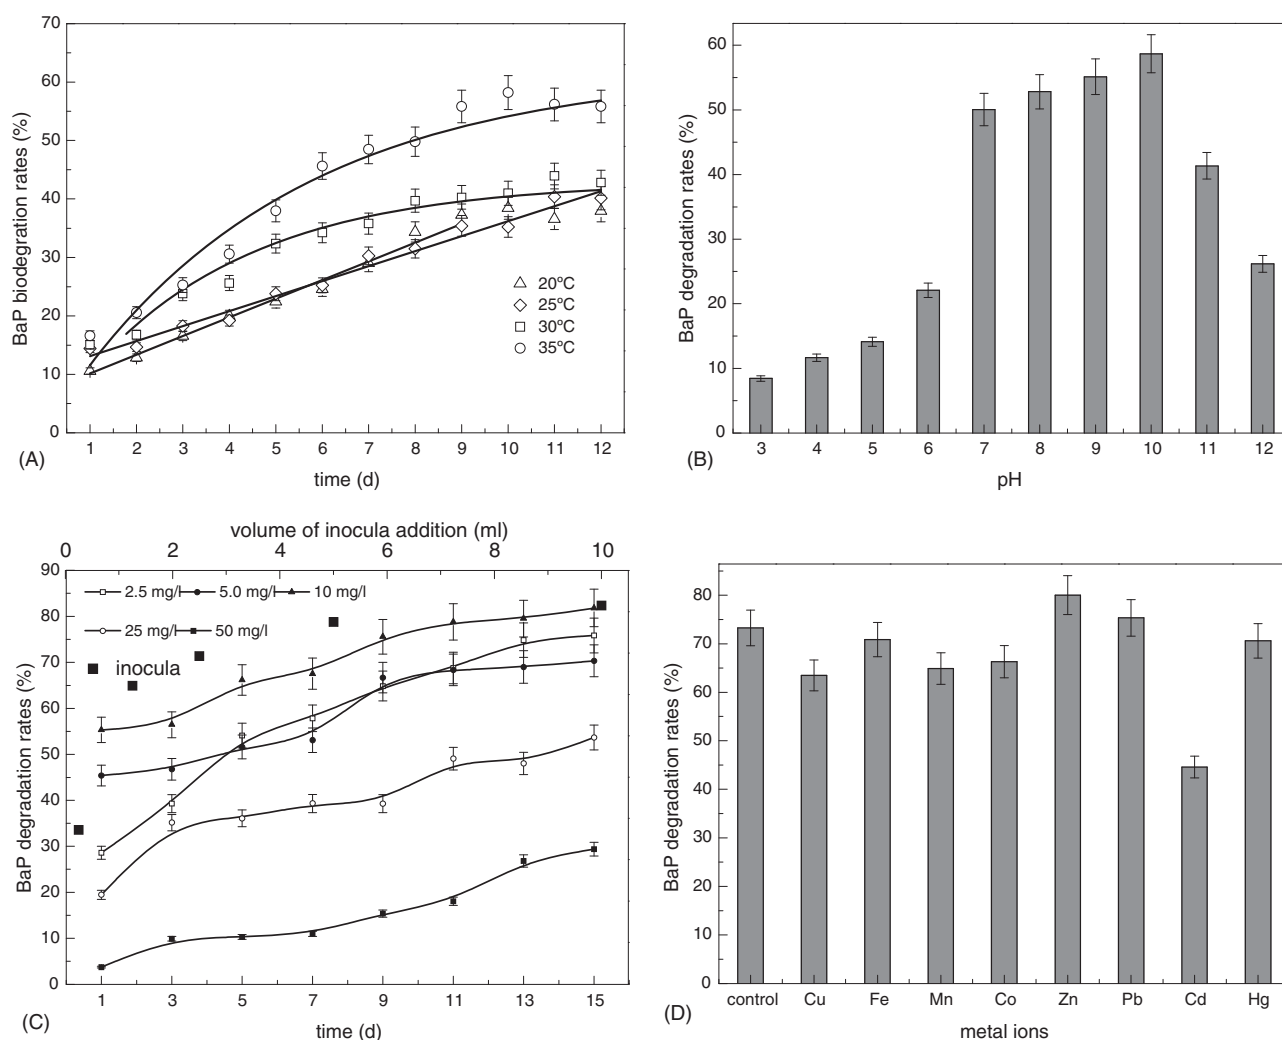 70
60
50
40
30
20
10
0
BaP biodegration rates (%)
20ºC
25ºC
30ºC
35ºC
1 2 3 4 5 6 7 8 9 10 11 12
(A)
time (d)
60
50
40
30
20
10
0
BaP degradation rates (%)
3 4 5 6 7 8 9 10 11 12
(B)
pH
volume of inocula addition (ml)
0 2 4 6 8 10
90
80
70
60
50
40
30
20
10
0
BaP degradation rates (%)
2.5 mg/l 5.0 mg/l 10 mg/l
25 mg/l 50 mg/l
inocula
1 3 5 7 9 11 13 15
(C)
time (d)
80
70
60
50
40
30
20
10
0
BaP degradation rates (%)
control Cu Fe Mn Co Zn Pb Cd Hg
(D)
metal ions